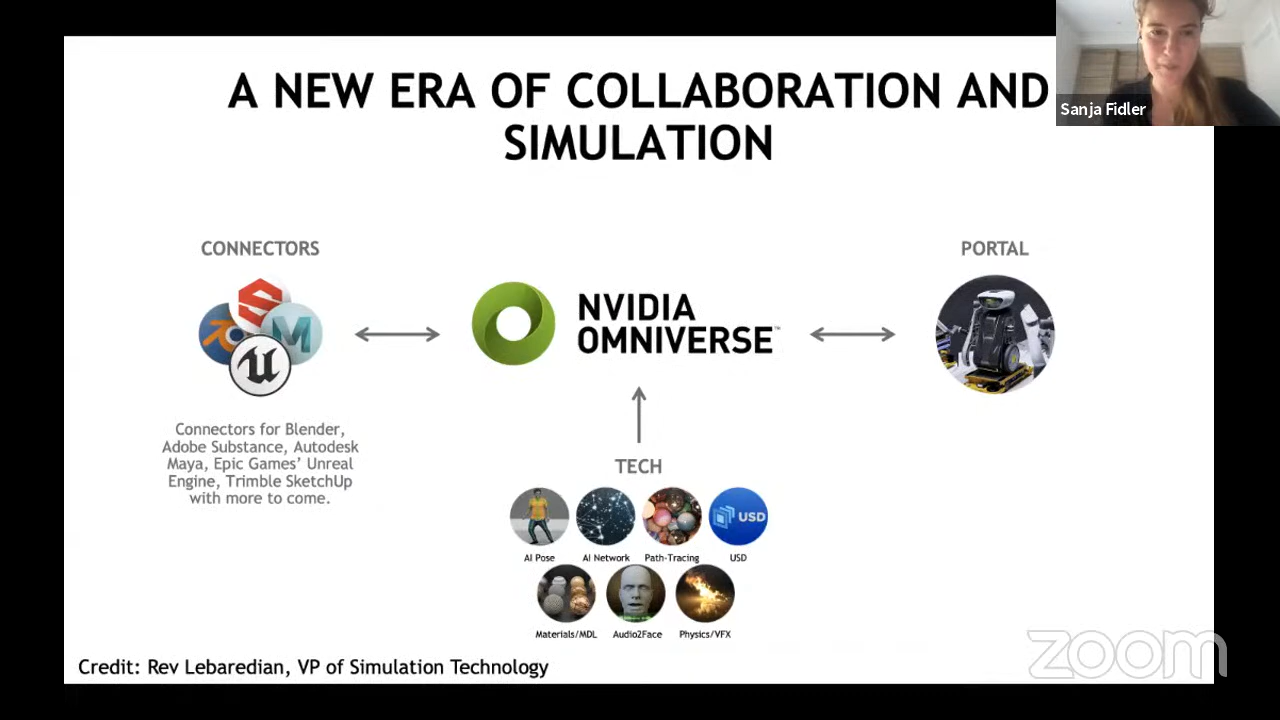 A NEW ERA OF COLLABORATION AND
SIMULATION
Sanja Fidler
CONNECTORS
PORTAL
NVIDIA
OMNIVERSE™
Connectors for Blender,
Adobe Substance, Autodesk
Maya, Epic Games’ Unreal
Engine, Trimble SketchUp
with more to come.
TECH
USD
AI Pose
AI Network
Path-Tracing
USD
Materials/MDL
Audio2Face
Physics/VFX
Credit: Rev Lebaredian, VP of Simulation Technology
zoom